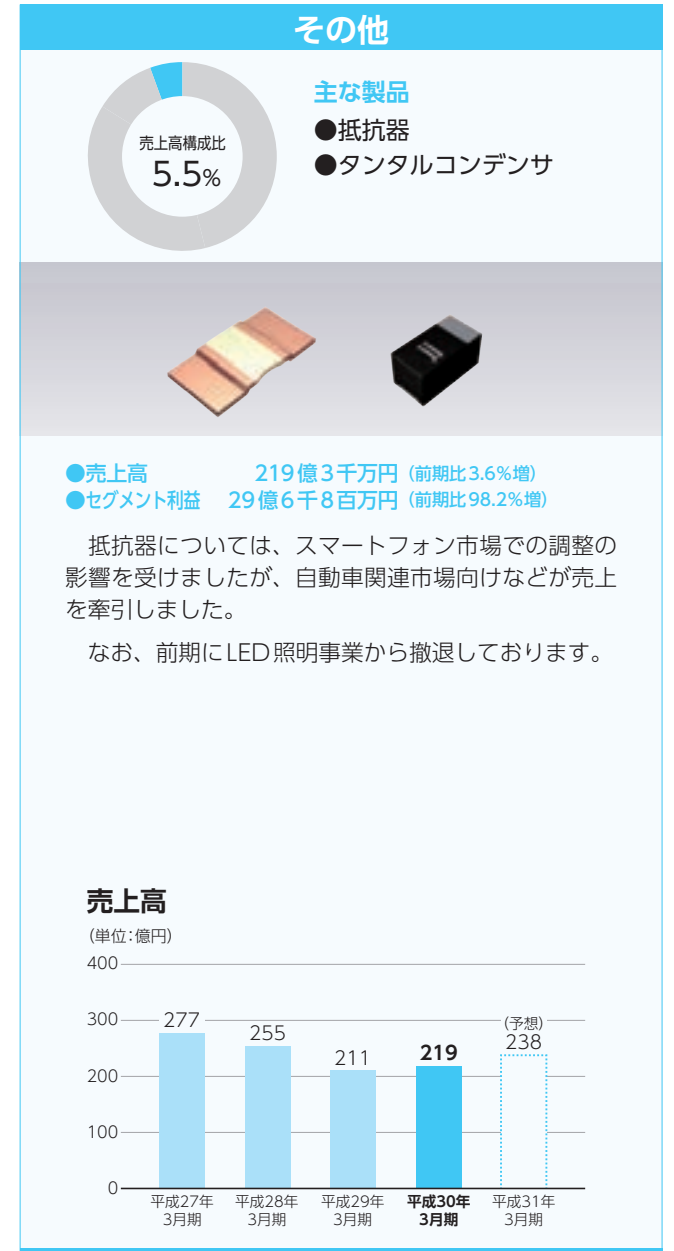 その他
売上高構成比
5.5%
主な製品
●抵抗器
●タンタルコンデンサ
●売上高 219億3千万円（前期比3.6%増）
●セグメント利益 29億6千8百万円（前期比98.2%増）
抵抗器については、スマートフォン市場での調整の
影響を受けましたが、自動車関連市場向けなどが売上
を牽引しました。
なお、前期にLED照明事業から撤退しております。
売上高
（単位：億円）
400
300
200
100
0
277
255
211
219
（予想）
238
平成27年
3月期
平成28年
3月期
平成29年
3月期
平成30年
3月期
平成31年
3月期